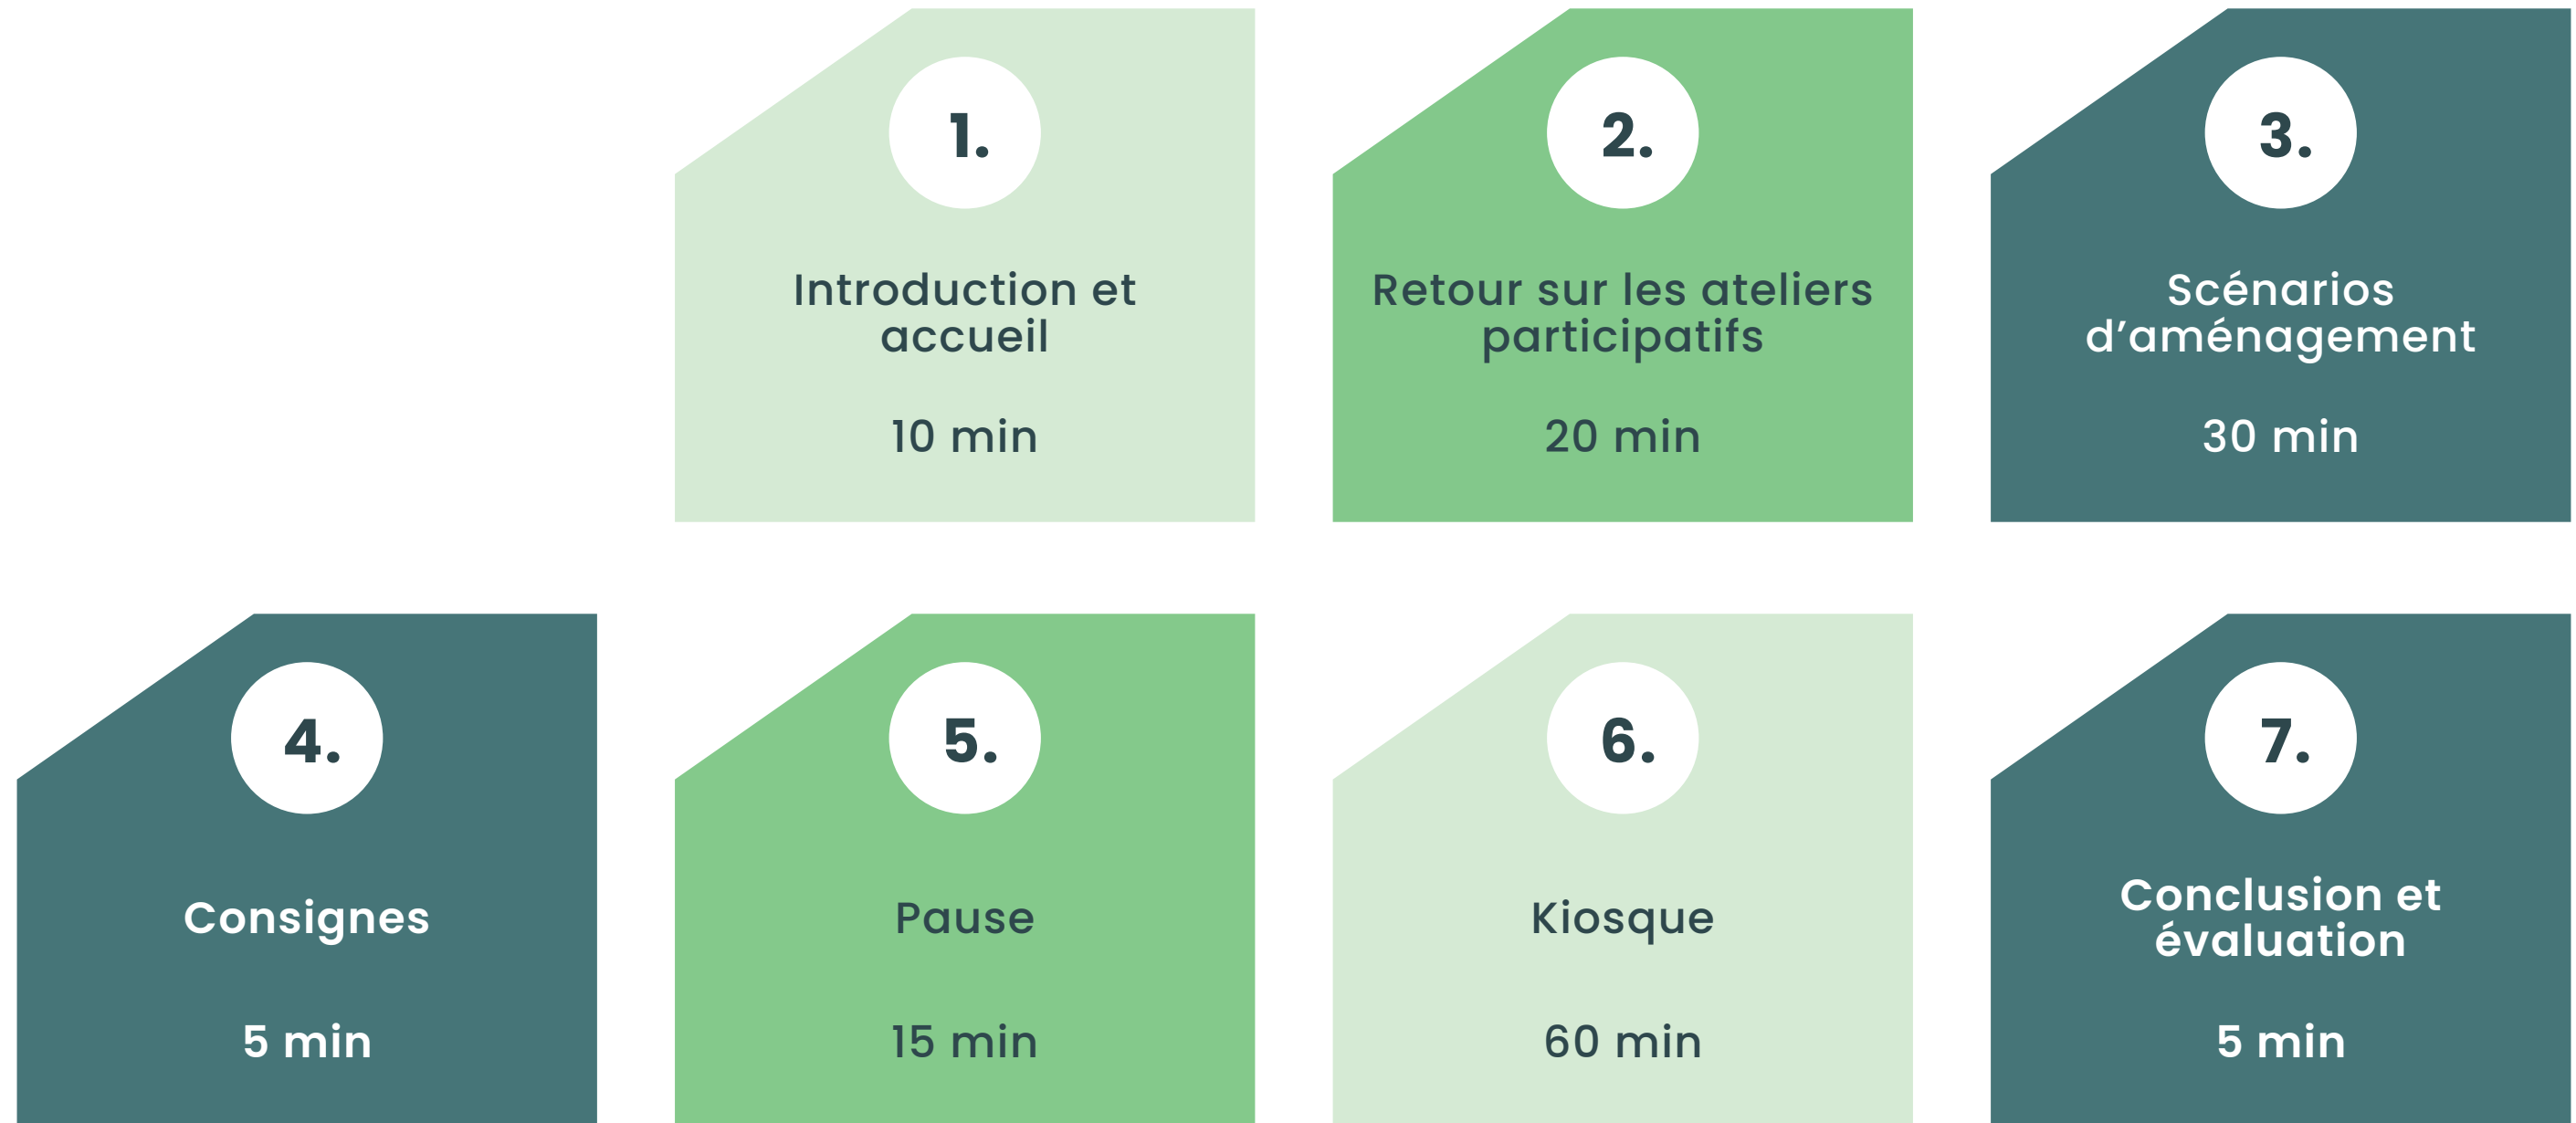 1.
Introduction et
accueil
10 min
2.
Retour sur les ateliers
participatifs
20 min
3.
Scénarios
d’aménagement
30 min
4.
Consignes
5 min
5.
Pause
15 min
6.
Kiosque
60 min
7.
Conclusion et
évaluation
5 min